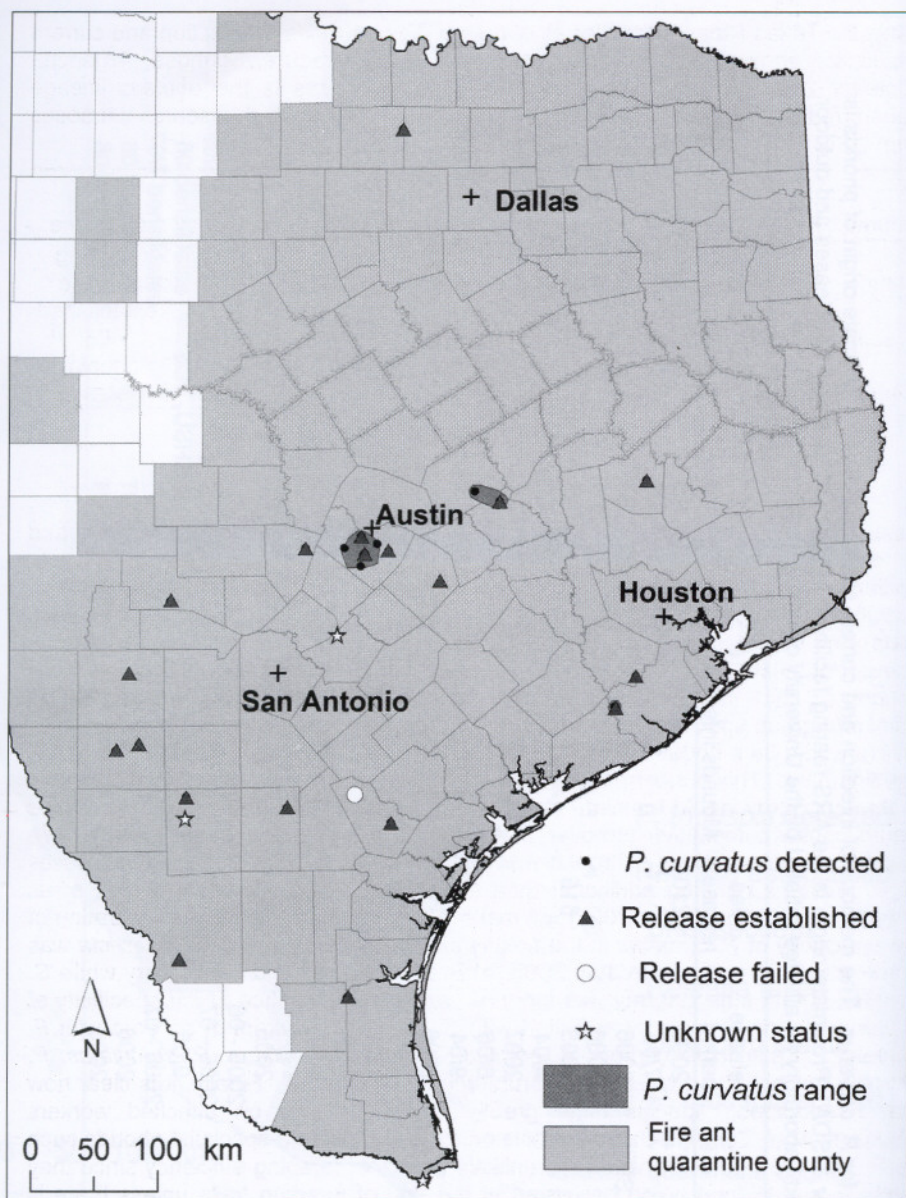 Dallas
Austin
Houston
San Antonio
P. curvatus detected
Release established
Release failed
Unknown status
P. curvatus range
Fire ant
quarantine county
N
0 50 100 km